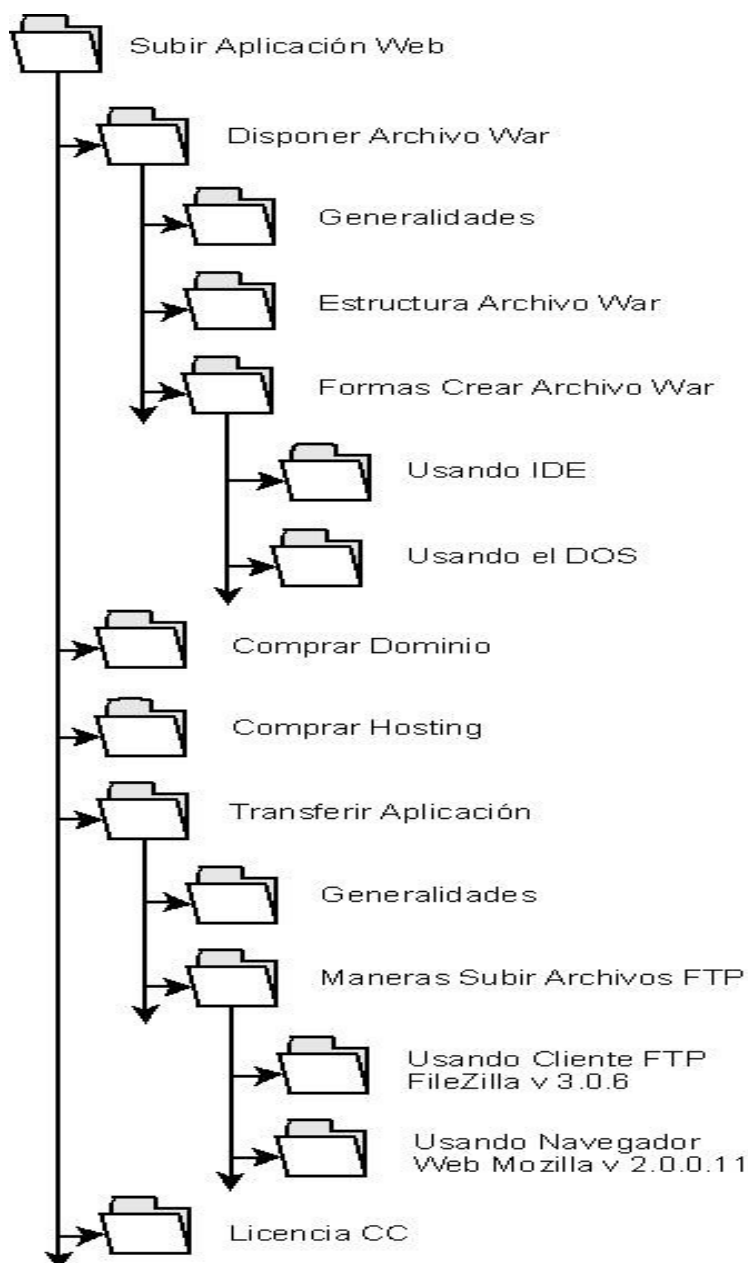 Subir Aplicación Web
Disponer Archivo War
Generalidades
Estructura Archivo War
Formas Crear Archivo War
Usando IDE
Usando el DOS
Comprar Dominio
Comprar Hosting
Transferir Aplicación
Generalidades
Maneras Subir Archivos FTP
Usando Cliente FTP
FileZilla v 3.0.6
Usando Navegador
Web Mozilla v 2.0.0.11
Licencia CC